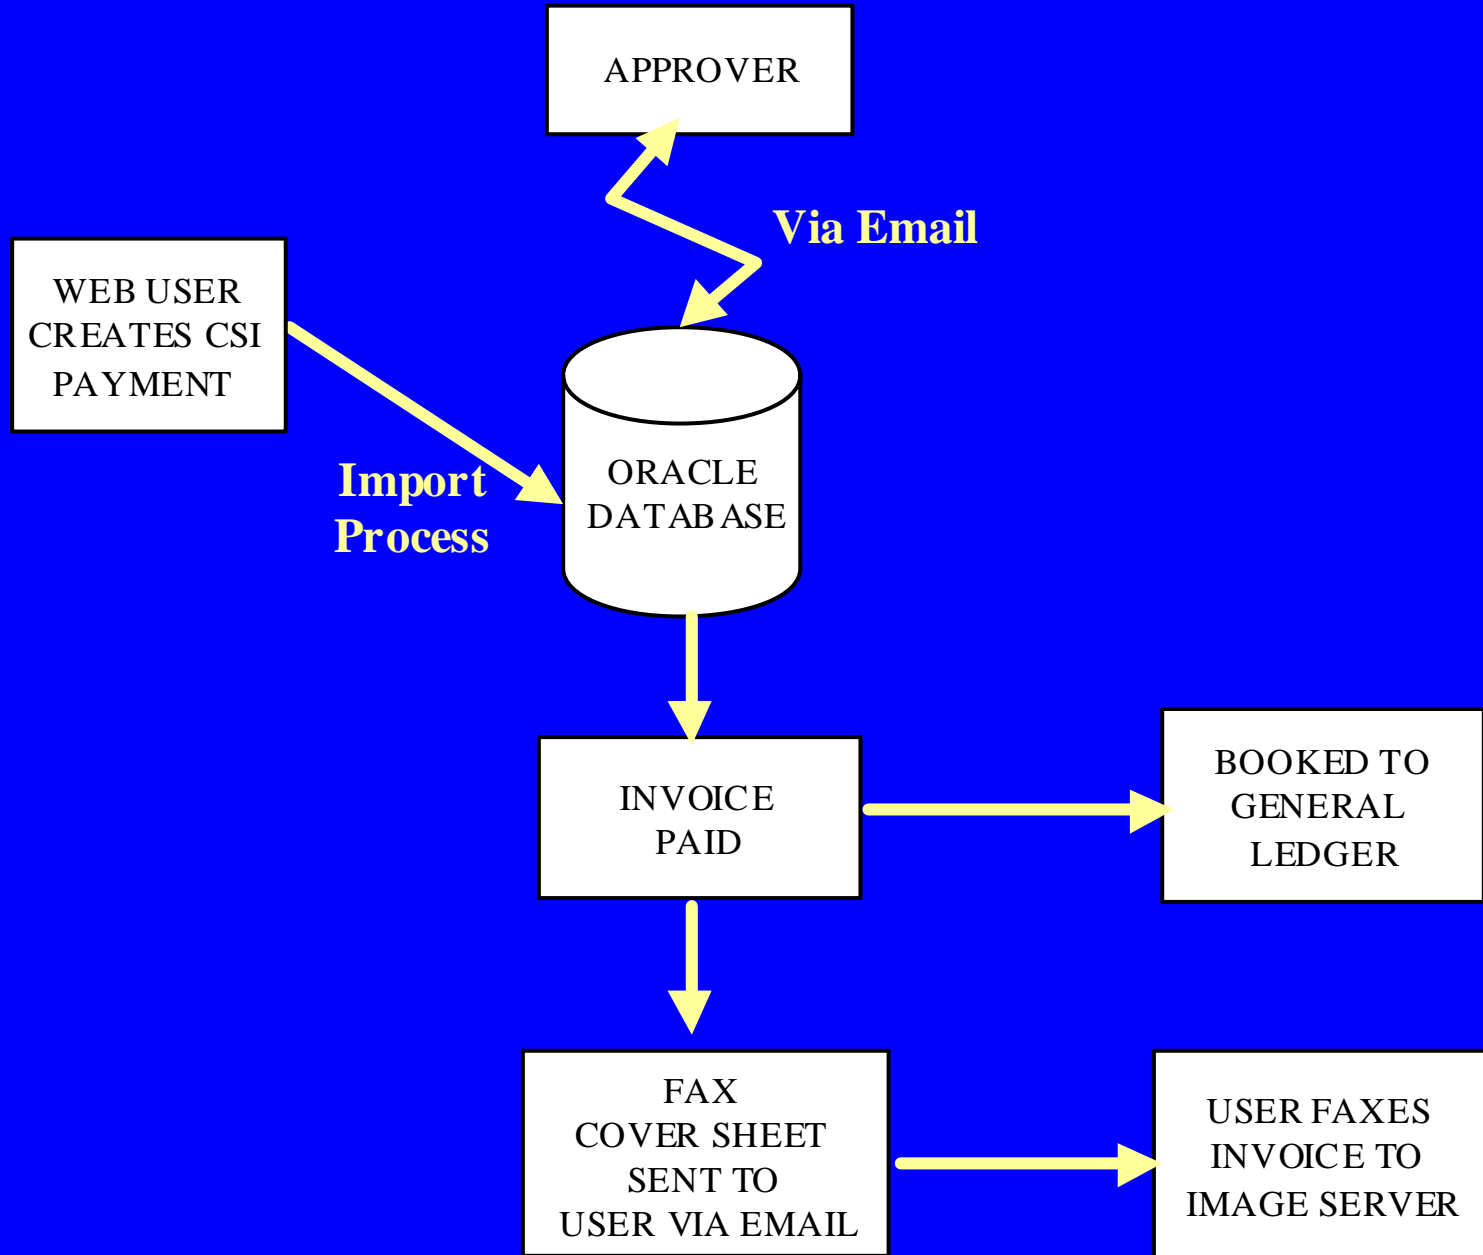 APPROVER
Via Email
WEB USER
CREATES CSI
PAYMENT
Import
Process
ORACLE
DATABASE
INVOICE
PAID
BOOKED TO
GENERAL
LEDGER
FAX
COVER SHEET
SENT TO
USER VIA EMAIL
USER FAXES
INVOICE TO
IMAGE SERVER